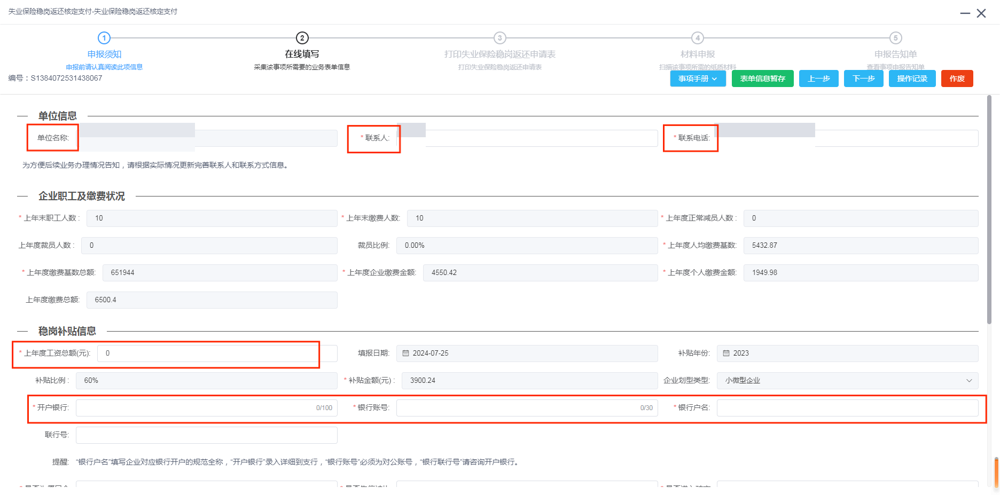 失业保险稳岗返还核定支付-失业保险稳岗返还核定支付
1 2 3 4 5
申报须知 在线填写 打印失业保险稳岗返还申请表 材料申报 申报告知单
申报前请认真阅读此项信息 采集该事项所需要的业务表单信息 打印失业保险稳岗返还申请表 扫描该事项所需的纸质材料 查看事项申报告知单
编号：S1384072531438067 事项手册 表单信息暂存 上一步 下一步 操作记录 作废
单位信息
单位名称: * 联系人: * 联系电话:
为方便后续业务办理情况告知，请根据实际情况更新完善联系人和联系方式信息。
企业职工及缴费状况
* 上年末职工人数： 10 * 上年末缴费人数: 10 * 上年度正常减员人数： 0
上年度裁员人数： 0 裁员比例: 0.00% * 上年度人均缴费基数: 5432.87
* 上年度缴费基数总额: 651944 * 上年度企业缴费金额: 4550.42 * 上年度个人缴费金额: 1949.98
上年度缴费总额: 6500.4
稳岗补贴信息
* 上年度工资总额(元): 0 填报日期: 2024-07-25 补贴年份: 2023
补贴比例： 60% * 补贴金额(元)： 3900.24 企业划型类型: 小微型企业
* 开户银行: 0/100 * 银行账号: 0/30 * 银行户名:
联行号:
提醒: “银行户名”填写企业对应银行开户的规范全称，“开户银行”录入详细到支行，“银行账号”必须为对公账号，“银行联行号”请咨询开户银行。